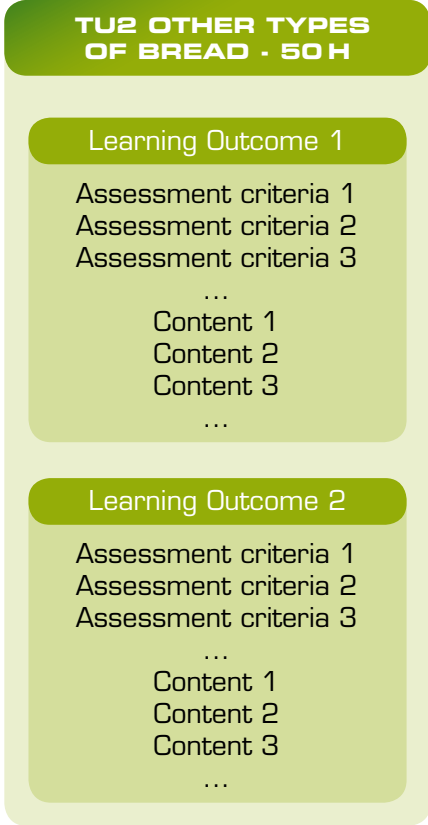 TU2 OTHER TYPES
OF BREAD - 50 H
Learning Outcome 1
Assessment criteria 1
Assessment criteria 2
Assessment criteria 3
...
Content 1
Content 2
Content 3
...
Learning Outcome 2
Assessment criteria 1
Assessment criteria 2
Assessment criteria 3
...
Content 1
Content 2
Content 3
...